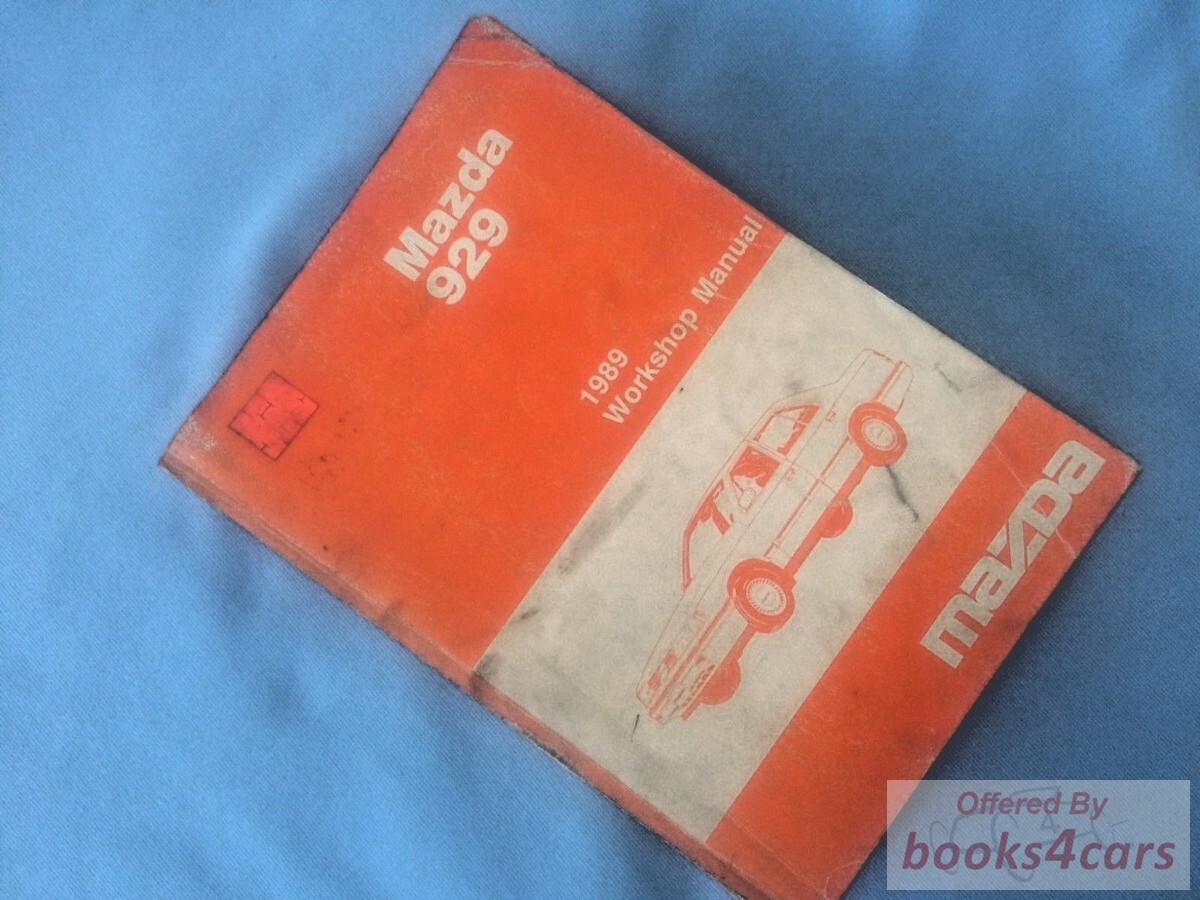 Mazda
929
1989
Workshop Manual
mazda
Offered By
books4cars